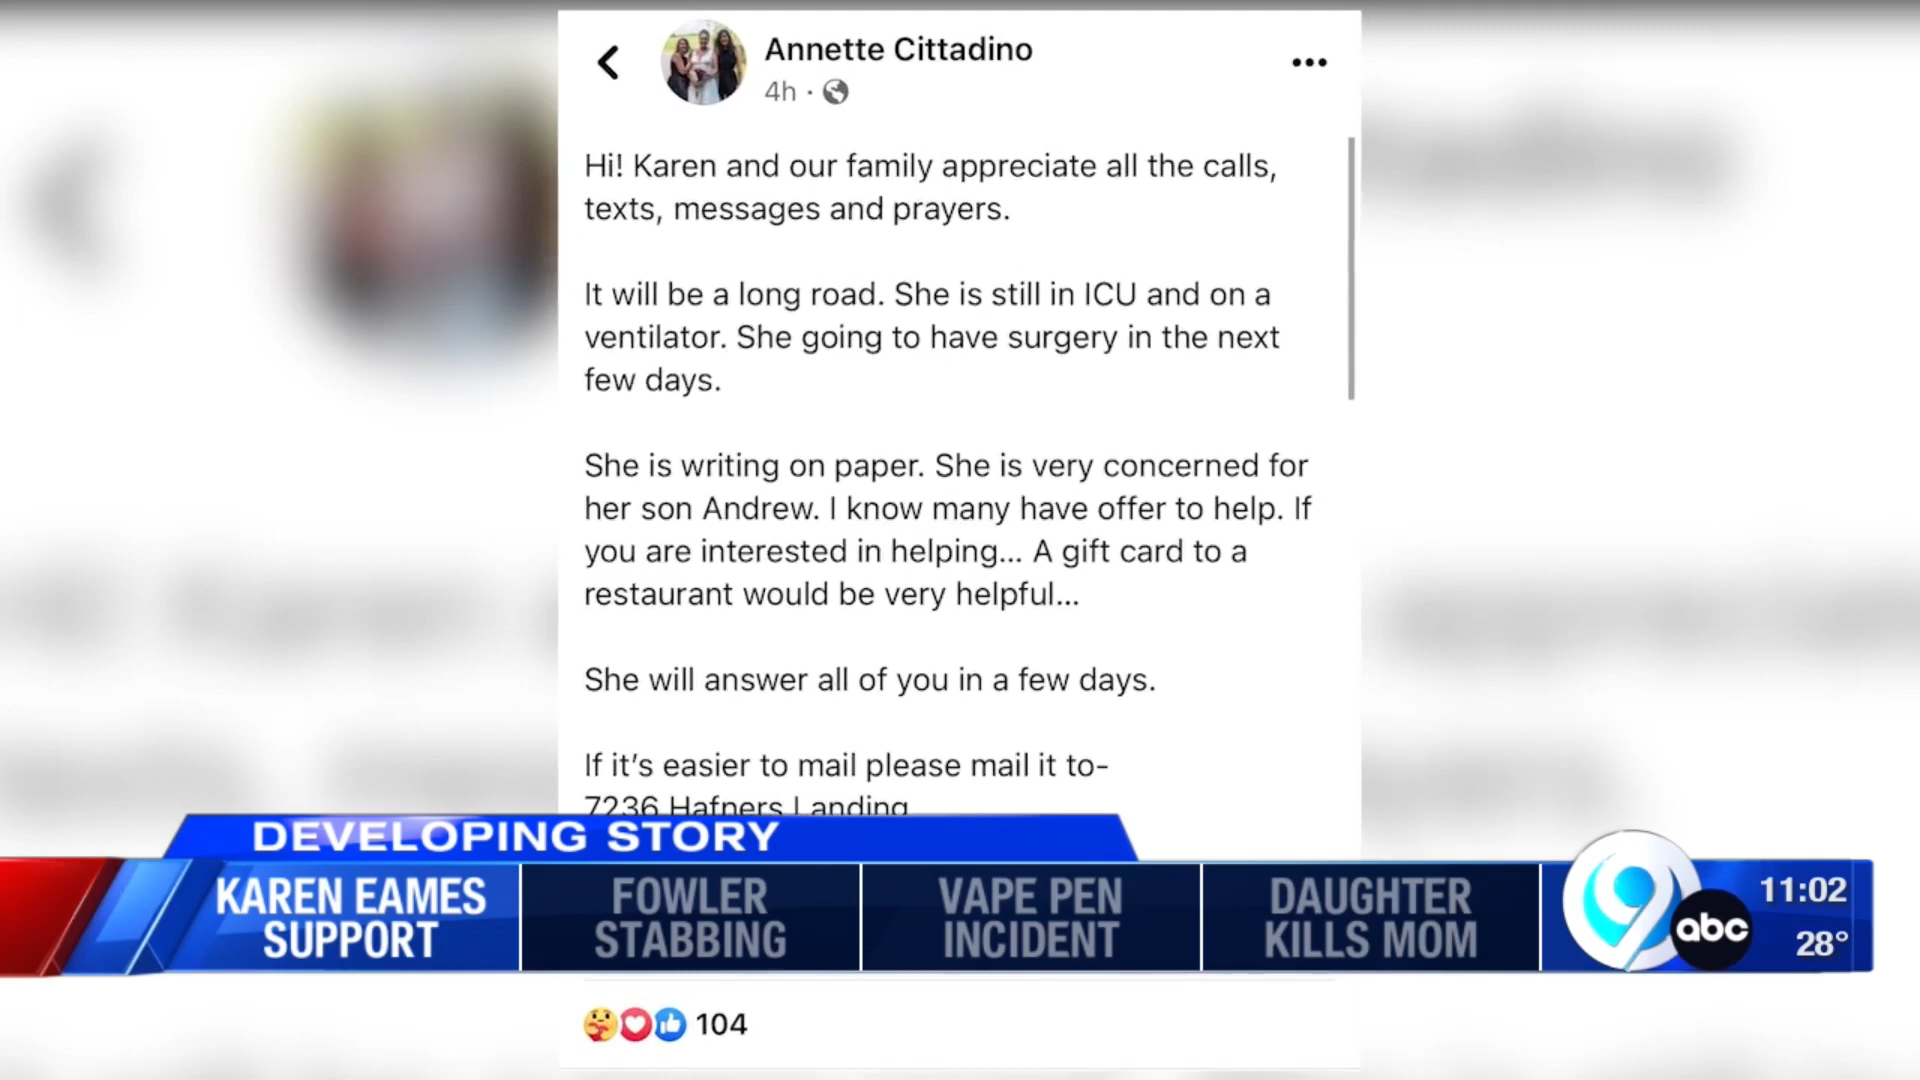 Annette Cittadino
4h ·
Hi! Karen and our family appreciate all the calls,
texts, messages and prayers.
It will be a long road. She is still in ICU and on a
ventilator. She going to have surgery in the next
few days.
She is writing on paper. She is very concerned for
her son Andrew. I know many have offer to help. If
you are interested in helping... A gift card to a
restaurant would be very helpful...
She will answer all of you in a few days.
If it's easier to mail please mail it to-
7236 Hafners Landing
DEVELOPING STORY
KAREN EAMES
SUPPORT
FOWLER
STABBING
VAPE PEN
INCIDENT
DAUGHTER
KILLS MOM
9
abc
11:02
28°
104